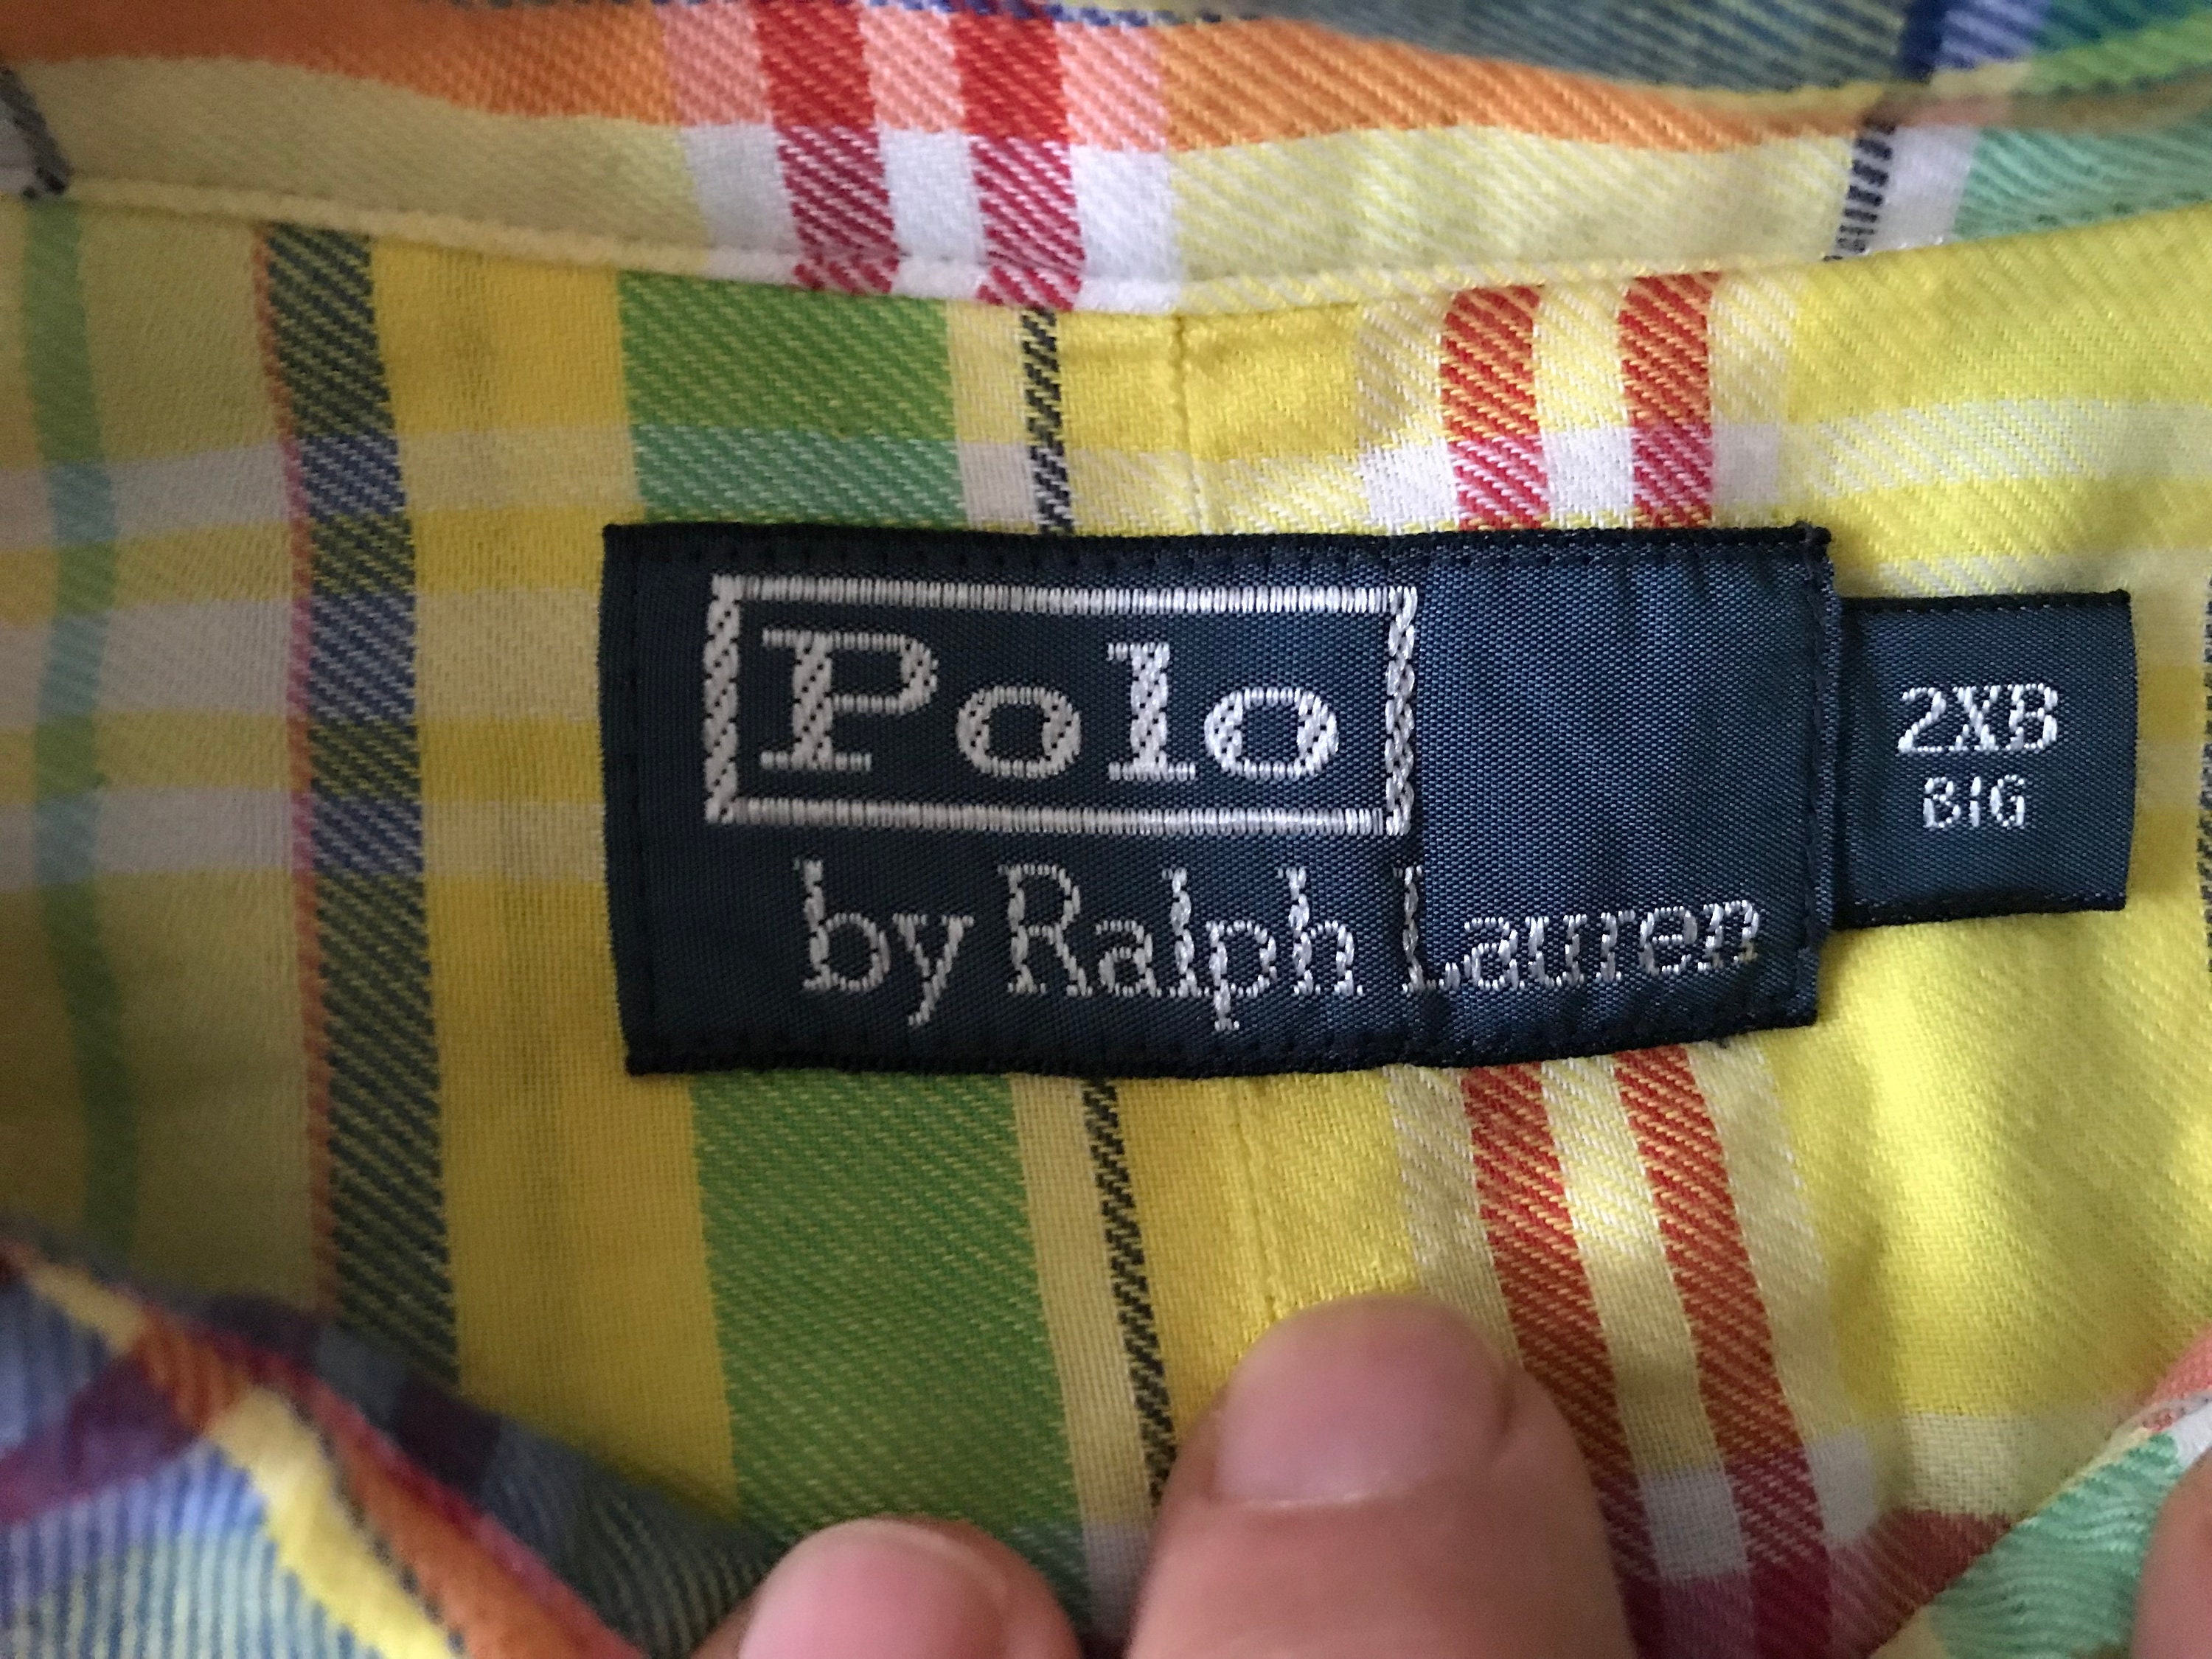 Polo
by Ralph Lauren
2XB
BIG